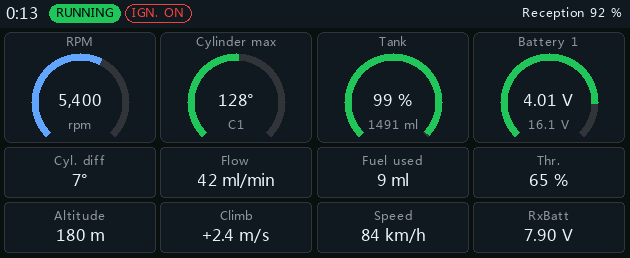 0:13 RUNNING IGN. ON Reception 92 %
RPM Cylinder max Tank Battery 1
5,400 128° 99 % 4.01 V
rpm C1 1491 ml 16.1 V
Cyl. diff Flow Fuel used Thr.
7° 42 ml/min 9 ml 65 %
Altitude Climb Speed RxBatt
180 m +2.4 m/s 84 km/h 7.90 V